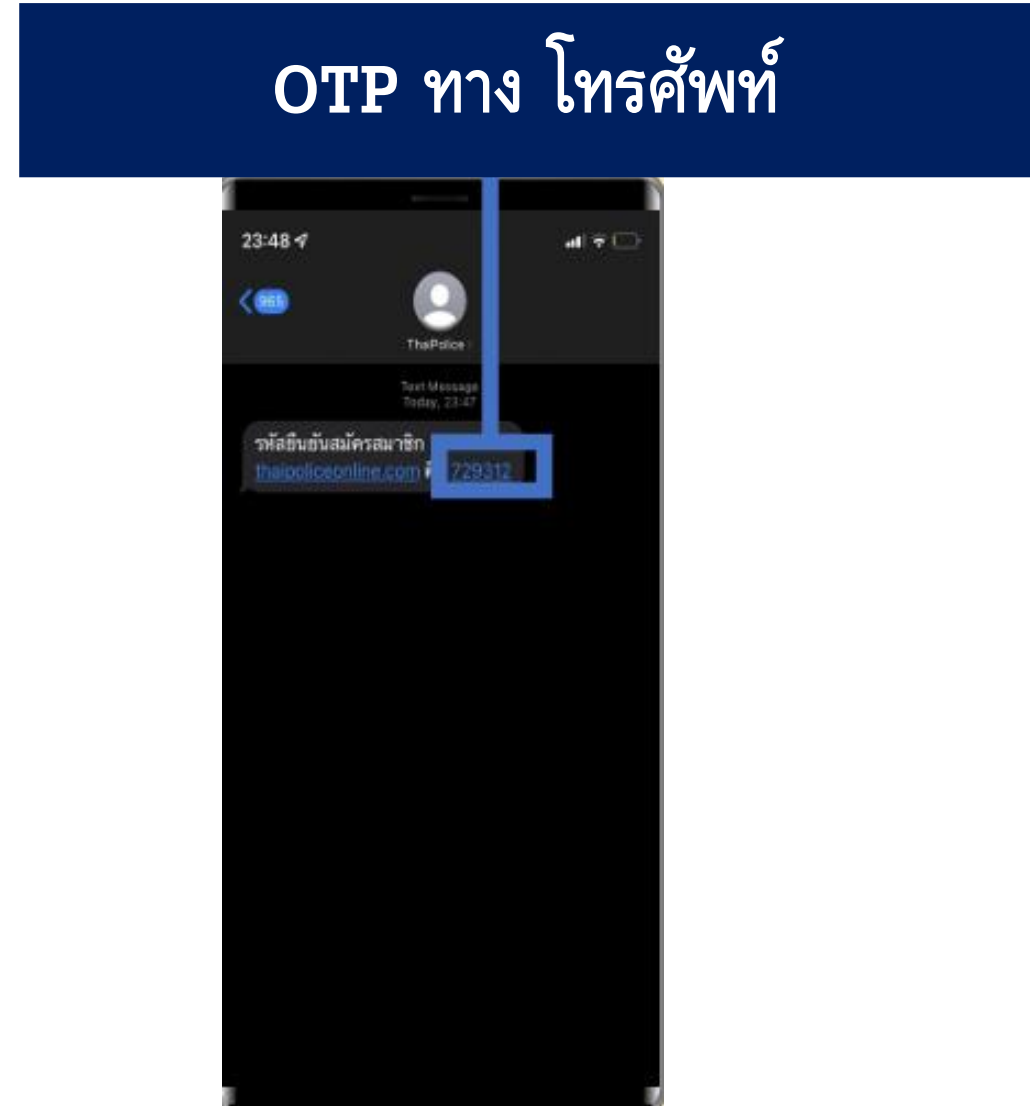 OTP ทาง โทรศัพท์
23:48
965
ThaiPolice
Text Message
Today, 23:47
รหัสยืนยันสมัครสมาชิก
thaipoliceonline.com 729312